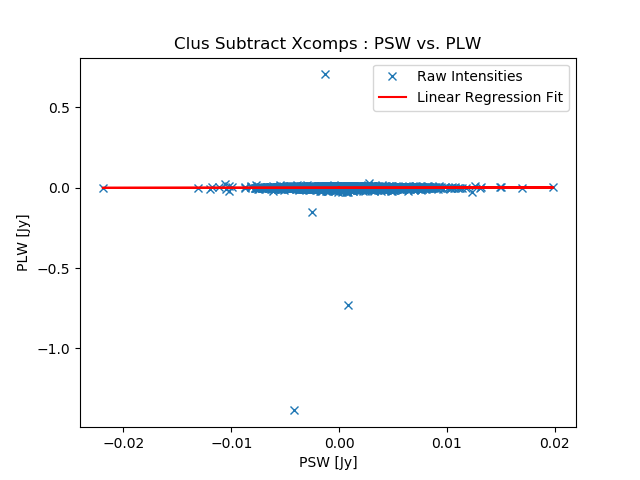 Clus Subtract Xcomps : PSW vs. PLW
Raw Intensities
Linear Regression Fit
0.5
0.0
−0.5
−1.0
PLW [Jy]
−0.02
−0.01
0.00
0.01
0.02
PSW [Jy]